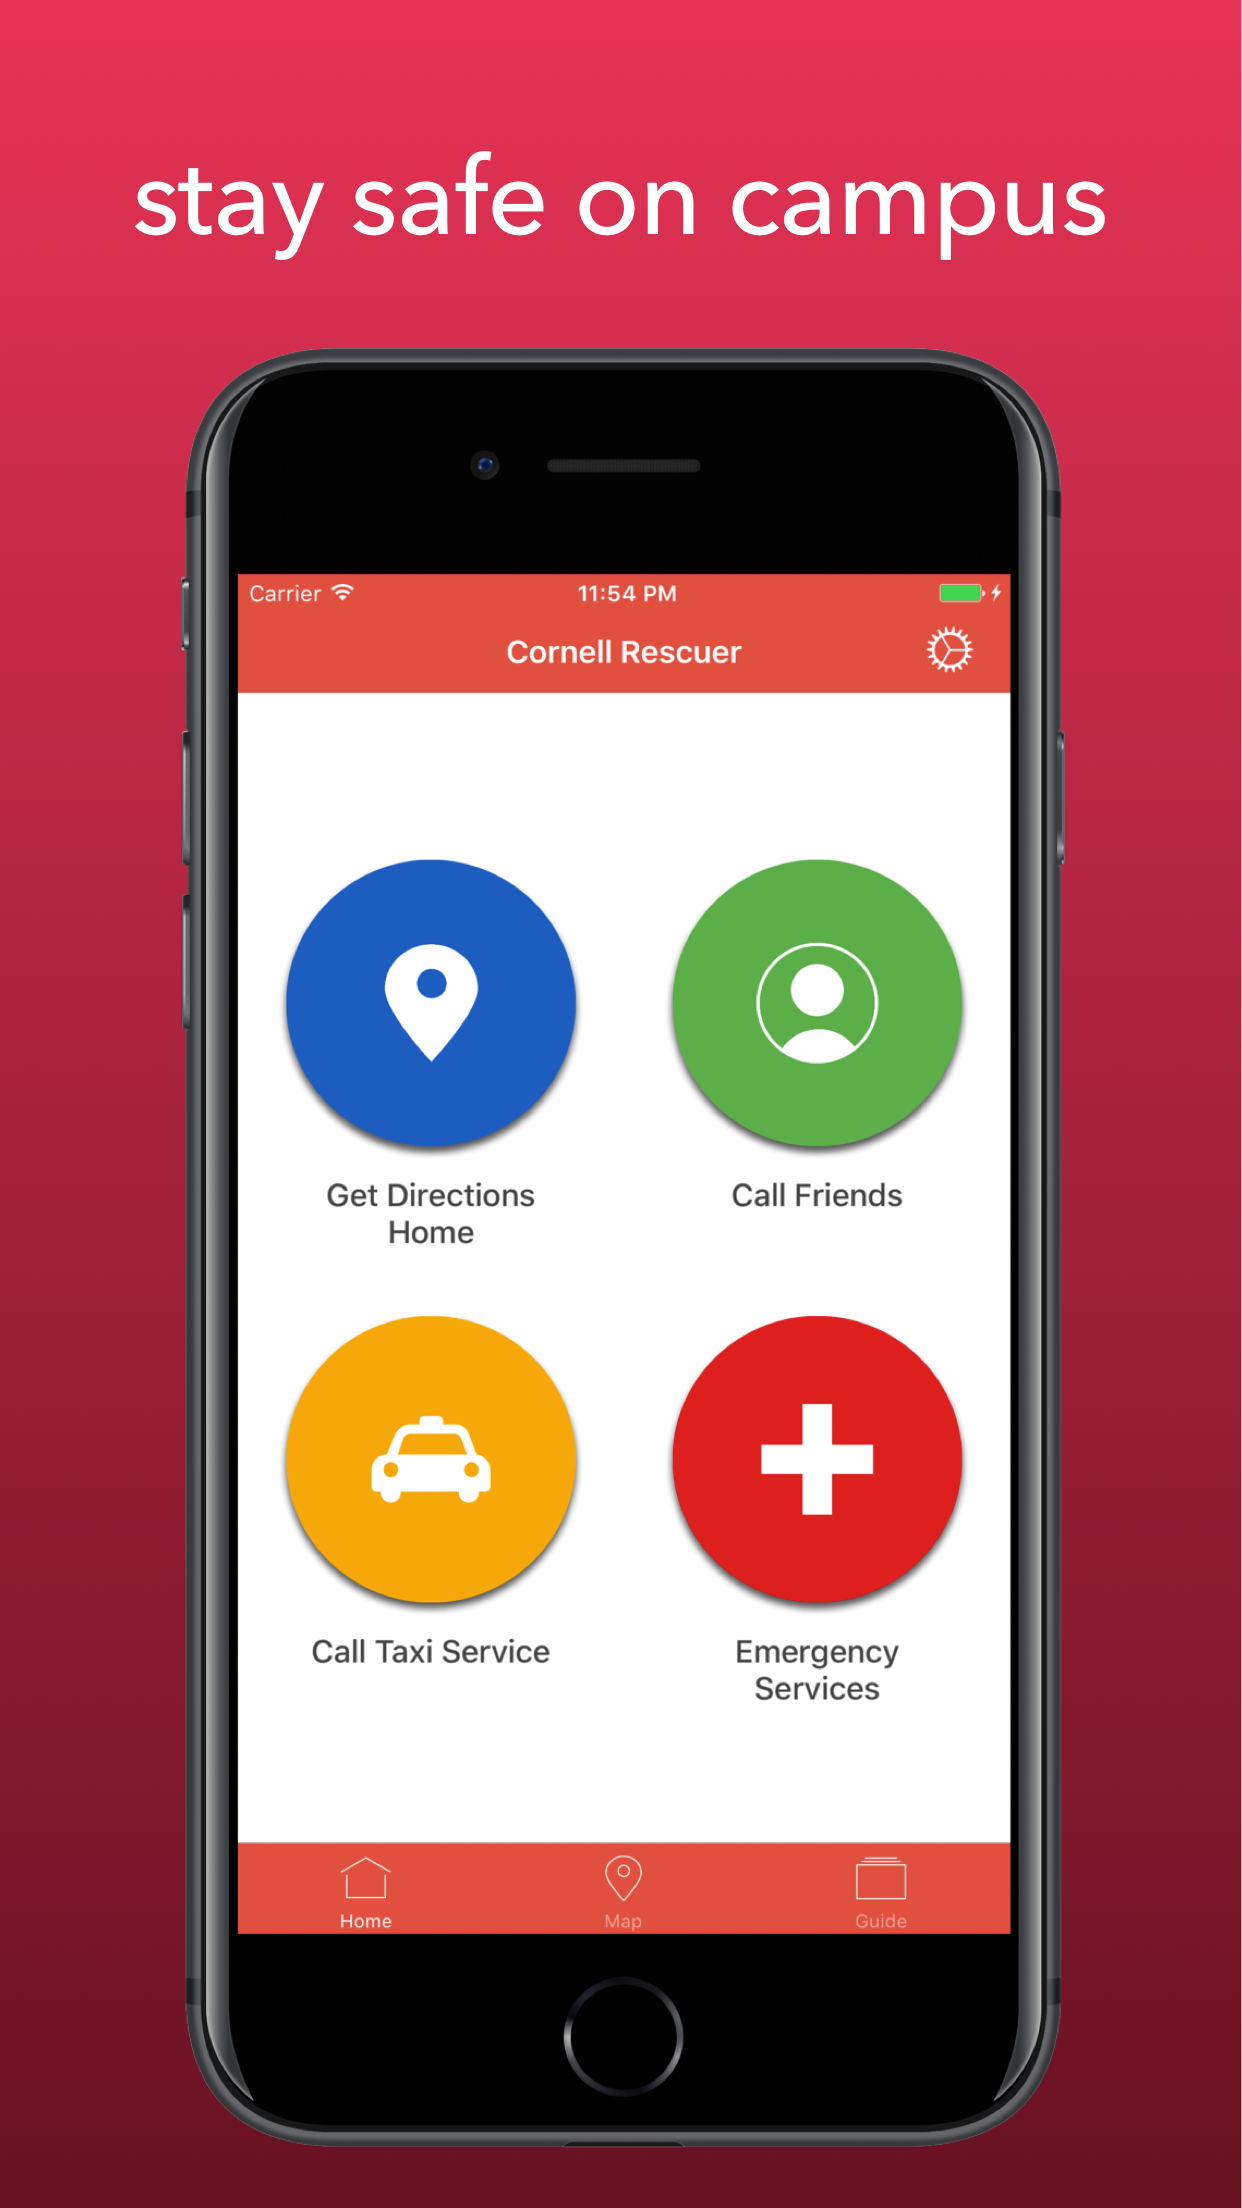 stay safe on campus
Carrier
11:54 PM
Cornell Rescuer
Get Directions
Home
Call Friends
Call Taxi Service
Emergency
Services
Home
Map
Guide